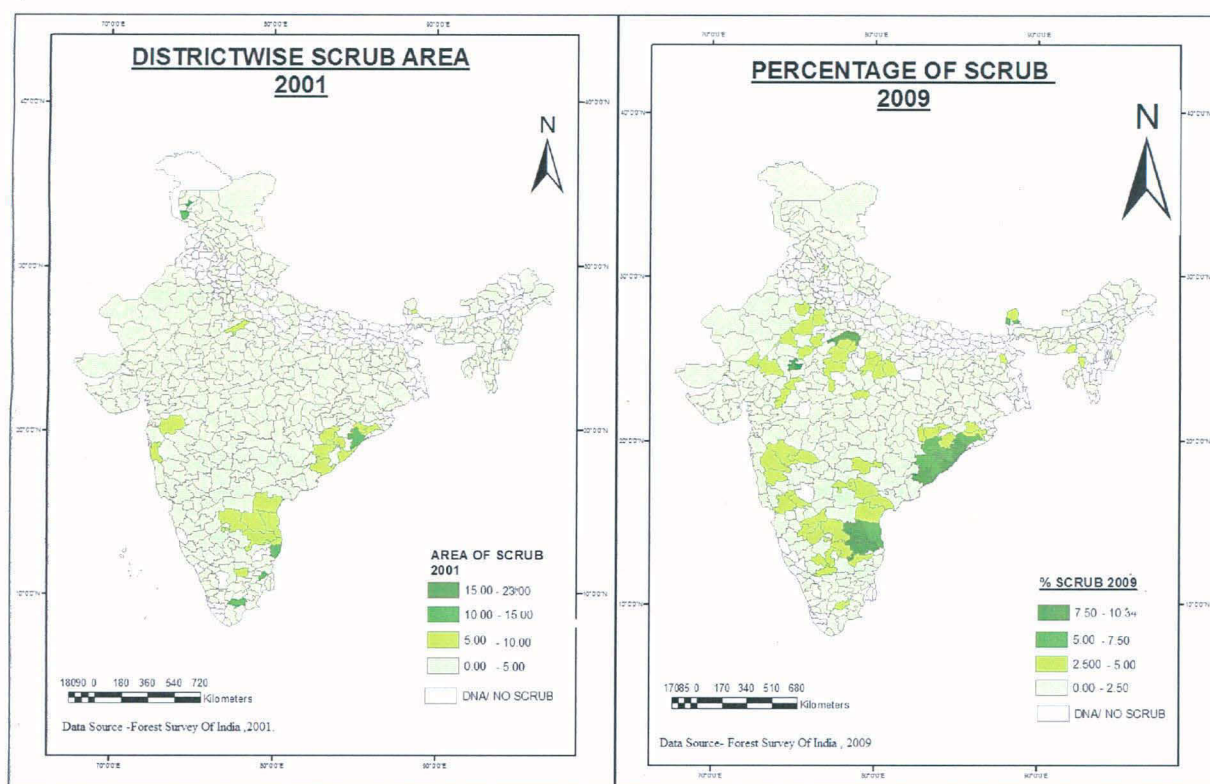 DISTRICTWISE SCRUB AREA
2001
N
AREA OF SCRUB
2001
15.00 - 23.00
10.00 - 15.00
5.00 - 10.00
0.00 - 5.00
DNA/ NO SCRUB
18090 0 180 360 540 720
Kilometers
Data Source -Forest Survey Of India ,2001.
PERCENTAGE OF SCRUB
2009
N
% SCRUB 2009
7.50 - 10.34
5.00 - 7.50
2.500 - 5.00
0.00 - 2.50
DNA/ NO SCRUB
17085 0 170 340 510 680
Kilometers
Data Source- Forest Survey Of India , 2009